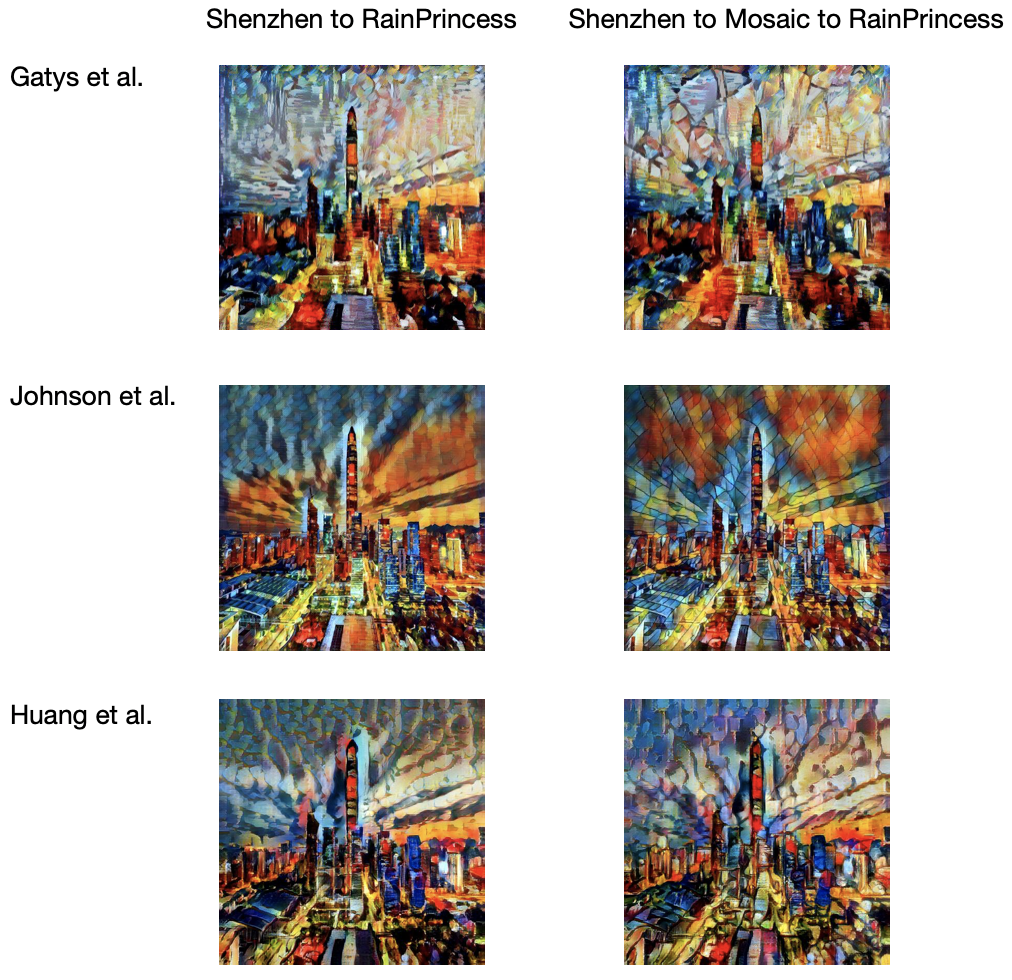 Shenzhen to RainPrincess
Shenzhen to Mosaic to RainPrincess
Gatys et al.
Johnson et al.
Huang et al.